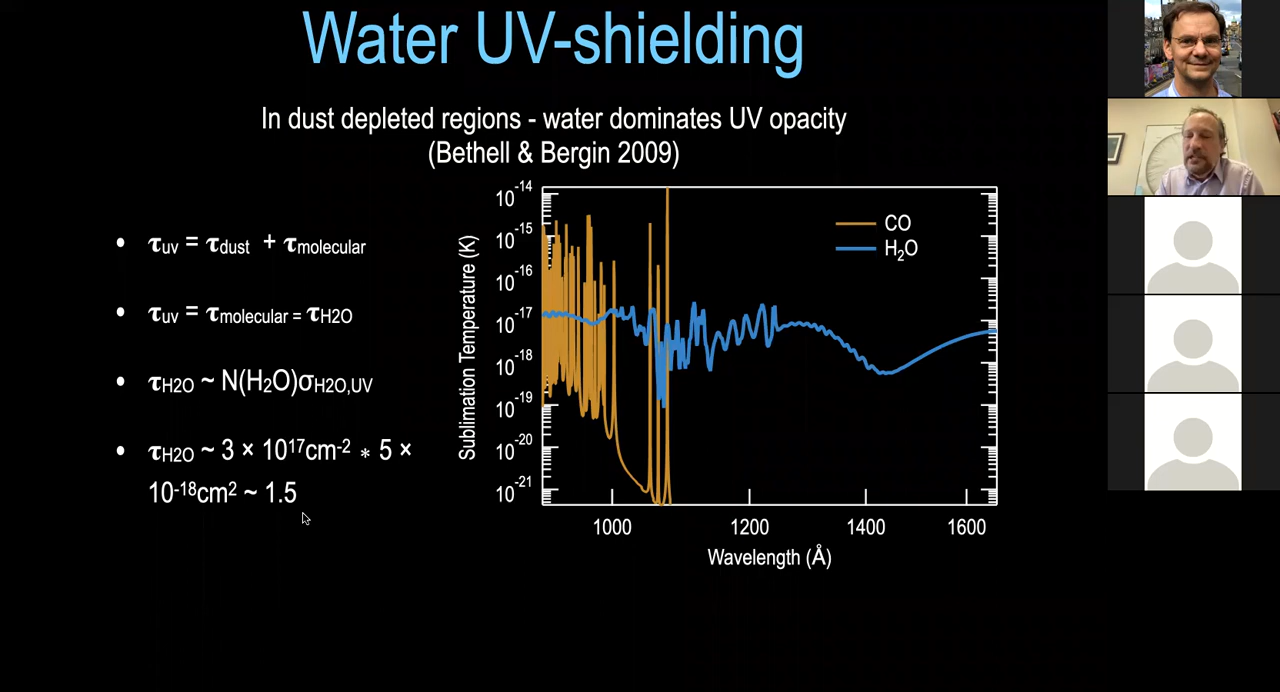 Water UV-shielding
In dust depleted regions - water dominates UV opacity
(Bethell & Bergin 2009)
• τuv = τdust + τmolecular
• τuv = τmolecular = τH2O
• τH2O ~ N(H₂O)σH2O,UV
• τH2O ~ 3 × 10¹⁷cm⁻² * 5 ×
10⁻¹⁸cm² ~ 1.5
Sublimation Temperature (K)
10⁻¹⁴
10⁻¹⁵
10⁻¹⁶
10⁻¹⁷
10⁻¹⁸
10⁻¹⁹
10⁻²⁰
10⁻²¹
CO
H₂O
1000 1200 1400 1600
Wavelength (Å)